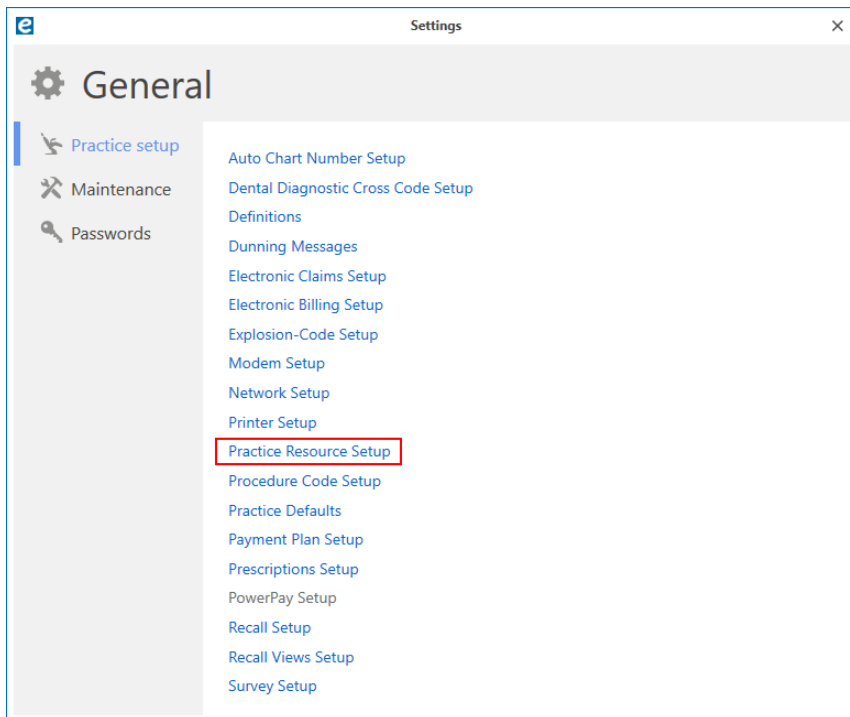 Settings
General
Practice setup
Maintenance
Passwords
Auto Chart Number Setup
Dental Diagnostic Cross Code Setup
Definitions
Dunning Messages
Electronic Claims Setup
Electronic Billing Setup
Explosion-Code Setup
Modem Setup
Network Setup
Printer Setup
Practice Resource Setup
Procedure Code Setup
Practice Defaults
Payment Plan Setup
Prescriptions Setup
PowerPay Setup
Recall Setup
Recall Views Setup
Survey Setup